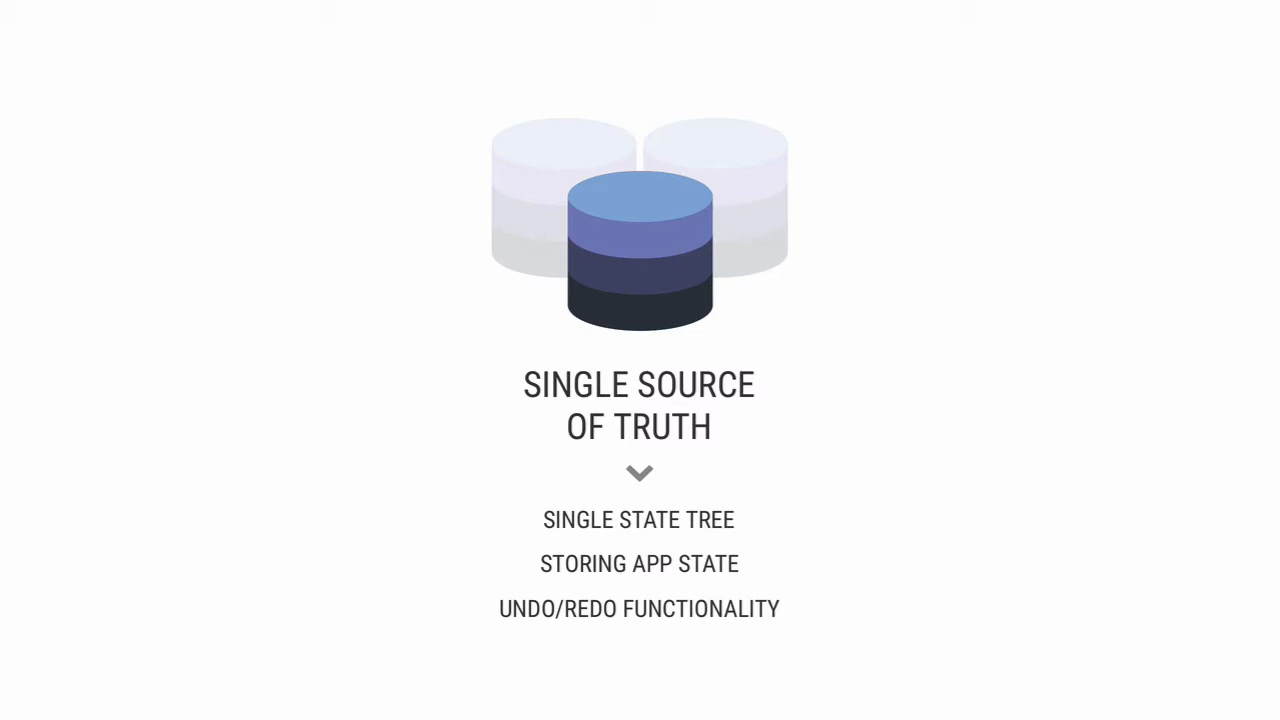 SINGLE SOURCE
OF TRUTH
SINGLE STATE TREE
STORING APP STATE
UNDO/REDO FUNCTIONALITY